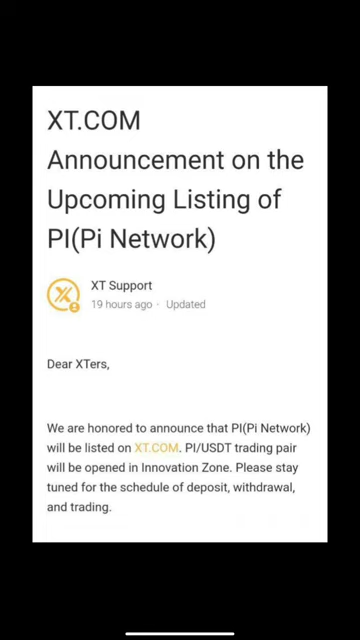 XT.COM
Announcement on the
Upcoming Listing of
PI(Pi Network)
XT Support
19 hours ago · Updated
Dear XTers,
We are honored to announce that PI(Pi Network)
will be listed on XT.COM. PI/USDT trading pair
will be opened in Innovation Zone. Please stay
tuned for the schedule of deposit, withdrawal,
and trading.